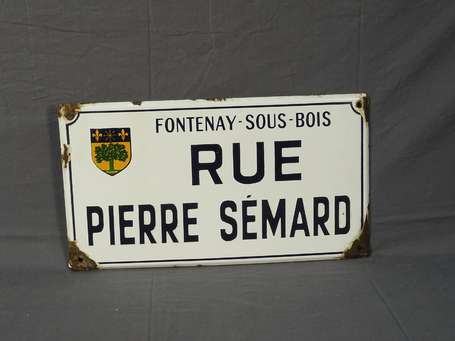 FONTENAY-SOUS-BOIS
RUE
PIERRE SÉMARD